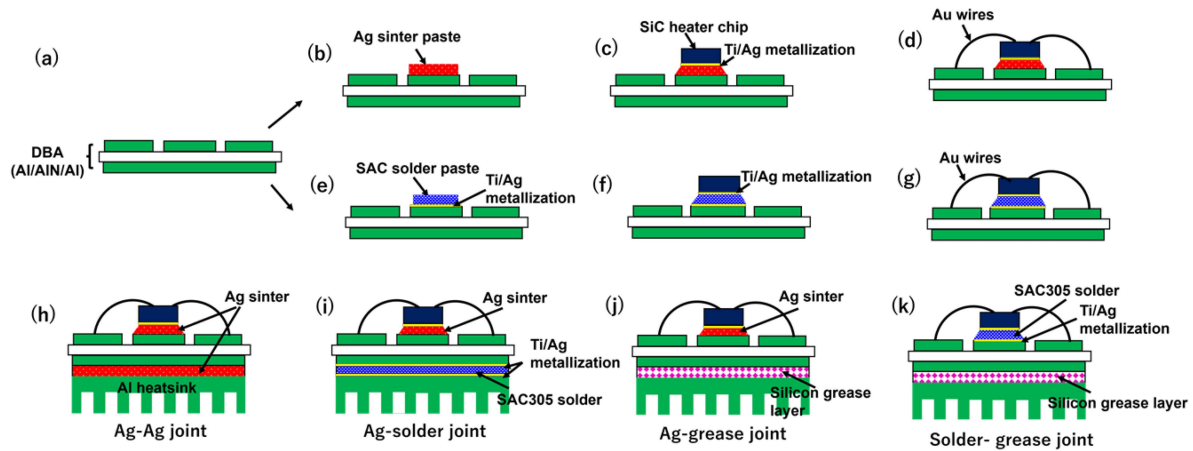 (a)
DBA
(Al/AlN/Al)
(b)
Ag sinter paste
(c)
SiC heater chip
Ti/Ag metallization
(d)
Au wires
(e)
SAC solder paste
Ti/Ag
metallization
(f)
Ti/Ag metallization
(g)
Au wires
(h)
Ag sinter
Al heatsink
Ag-Ag joint
(i)
Ag sinter
Ti/Ag
metallization
SAC305 solder
Ag-solder joint
(j)
Ag sinter
Silicon grease
layer
Ag-grease joint
(k)
SAC305 solder
Ti/Ag
metallization
Silicon grease layer
Solder- grease joint